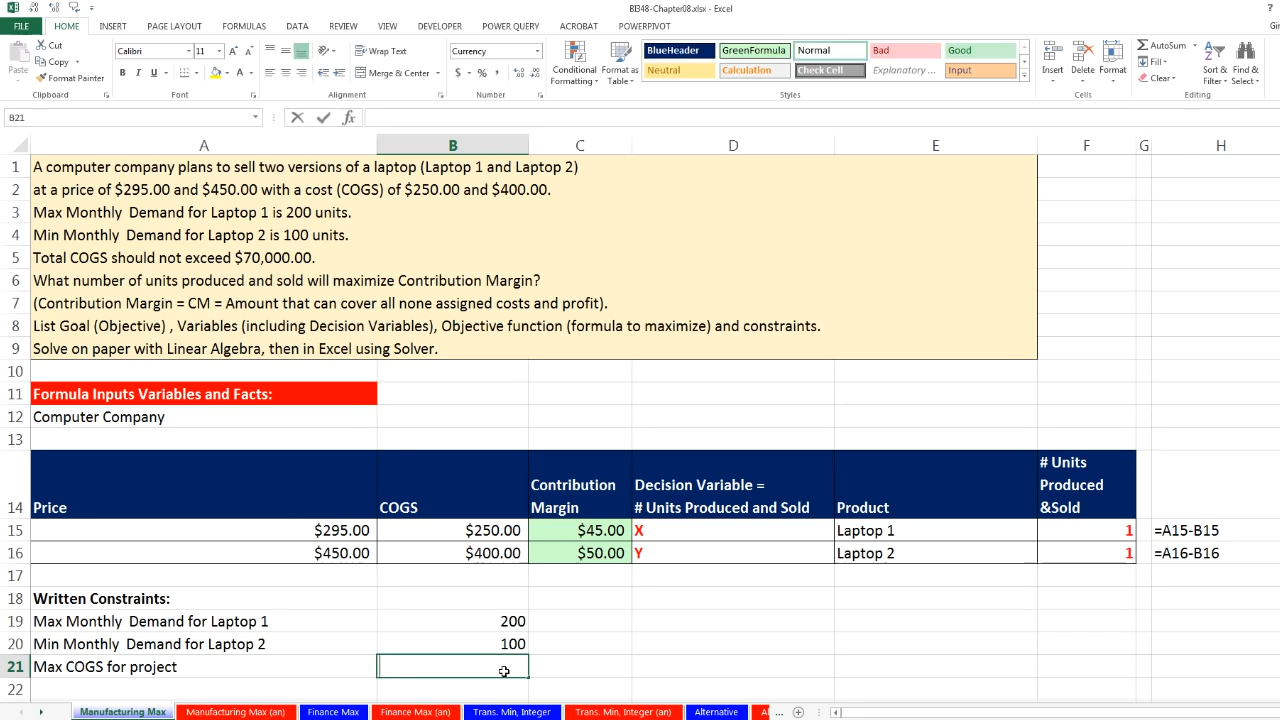 BB48-Chapter08.xlsx - Excel
?
FILE HOME INSERT PAGE LAYOUT FORMULAS DATA REVIEW VIEW DEVELOPER POWER QUERY ACROBAT POWERPIVOT
Paste
Cut
Copy
Format Painter
Clipboard
Calibri 11
B I U
Font
Wrap Text
Merge & Center
Alignment
Currency
$ % ,
Number
Conditional Formatting
Format as Table
BlueHeader GreenFormula Normal Bad Good
Neutral Calculation Check Cell Explanatory ... Input
Styles
Insert Delete Format
Cells
AutoSum
Fill
Clear
Sort & Filter
Find & Select
Editing
B21
fx
A B C D E F G H
1 A computer company plans to sell two versions of a laptop (Laptop 1 and Laptop 2)
2 at a price of $295.00 and $450.00 with a cost (COGS) of $250.00 and $400.00.
3 Max Monthly Demand for Laptop 1 is 200 units.
4 Min Monthly Demand for Laptop 2 is 100 units.
5 Total COGS should not exceed $70,000.00.
6 What number of units produced and sold will maximize Contribution Margin?
7 (Contribution Margin = CM = Amount that can cover all none assigned costs and profit).
8 List Goal (Objective) , Variables (including Decision Variables), Objective function (formula to maximize) and constraints.
9 Solve on paper with Linear Algebra, then in Excel using Solver.
10
11 Formula Inputs Variables and Facts:
12 Computer Company
13
14 Price COGS Contribution Margin Decision Variable = # Units Produced and Sold Product # Units Produced &Sold
15 $295.00 $250.00 $45.00 X Laptop 1 1 =A15-B15
16 $450.00 $400.00 $50.00 Y Laptop 2 1 =A16-B16
17
18 Written Constraints:
19 Max Monthly Demand for Laptop 1 200
20 Min Monthly Demand for Laptop 2 100
21 Max COGS for project
22
Manufacturing Max Manufacturing Max (an) Finance Max Finance Max (an) Trans. Min, Integer Trans. Min, Integer (an) Alternative ...